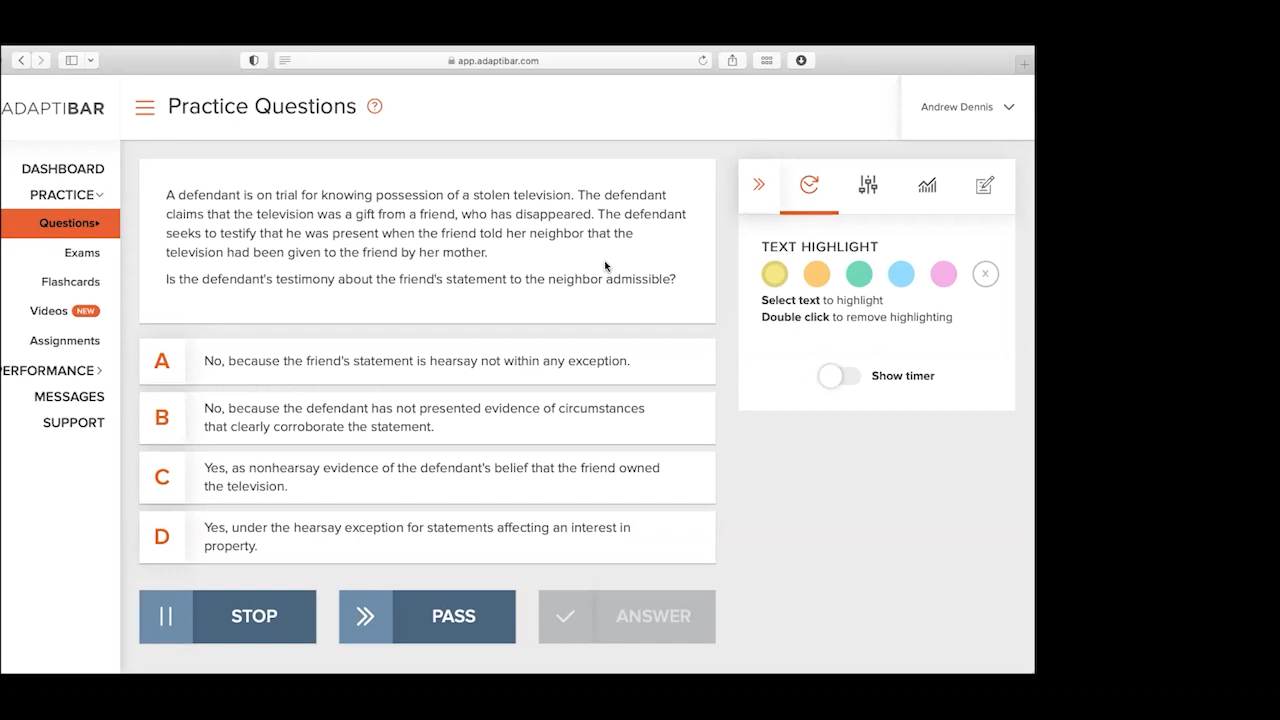 app.adaptibar.com
ADAPTIBAR
Practice Questions ?
Andrew Dennis
DASHBOARD
PRACTICE
Questions
Exams
Flashcards
Videos NEW
Assignments
PERFORMANCE
MESSAGES
SUPPORT
A defendant is on trial for knowing possession of a stolen television. The defendant
claims that the television was a gift from a friend, who has disappeared. The defendant
seeks to testify that he was present when the friend told her neighbor that the
television had been given to the friend by her mother.
Is the defendant's testimony about the friend's statement to the neighbor admissible?
A No, because the friend's statement is hearsay not within any exception.
B No, because the defendant has not presented evidence of circumstances
that clearly corroborate the statement.
C Yes, as nonhearsay evidence of the defendant's belief that the friend owned
the television.
D Yes, under the hearsay exception for statements affecting an interest in
property.
STOP
PASS
ANSWER
TEXT HIGHLIGHT
x
Select text to highlight
Double click to remove highlighting
Show timer